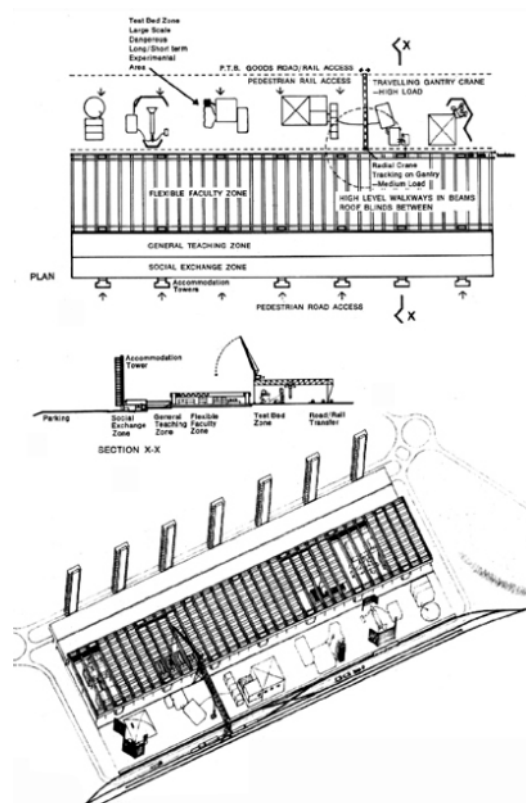 Test Bed Zone
Large Scale
Dangerous
Long/Short term
Experimental
Area
X
P.T.B. GOODS ROAD/RAIL ACCESS
PEDESTRIAN RAIL ACCESS
TRAVELLING GANTRY CRANE
—HIGH LOAD
Radial Crane
Tracking on Gantry
—Medium Load
FLEXIBLE FACULTY ZONE
HIGH LEVEL WALKWAYS IN BEAMS
ROOF BLINDS BETWEEN
GENERAL TEACHING ZONE
SOCIAL EXCHANGE ZONE
PLAN
Accommodation
Towers
PEDESTRIAN ROAD ACCESS
X
Accommodation
Tower
Parking
Social
Exchange
Zone
General
Teaching
Zone
Flexible
Faculty
Zone
Test Bed
Zone
Road/Rail
Transfer
SECTION X-X